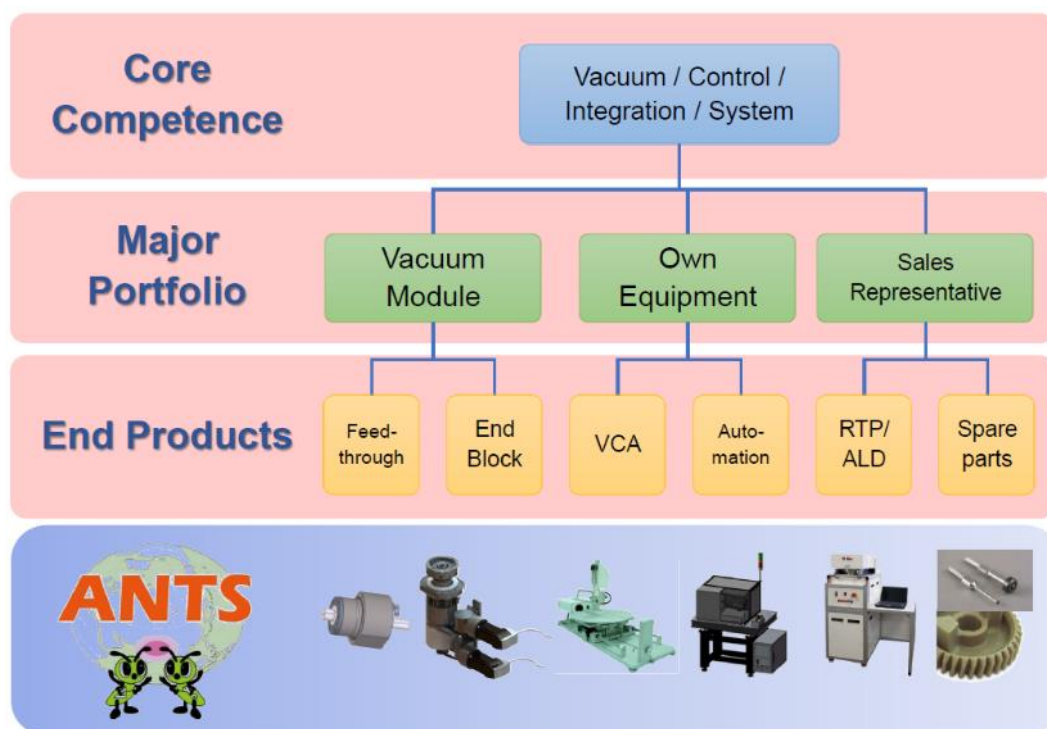 Core
Competence
Vacuum / Control /
Integration / System
Major
Portfolio
Vacuum
Module
Own
Equipment
Sales
Representative
End Products
Feed-
through
End
Block
VCA
Auto-
mation
RTP/
ALD
Spare
parts
ANTS